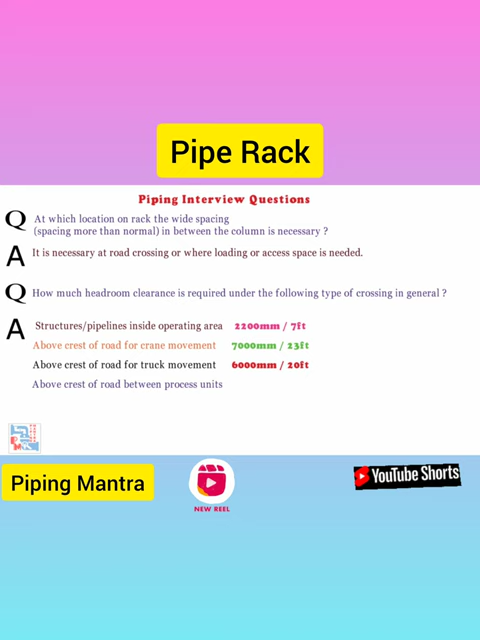 Pipe Rack
Piping Interview Questions
Q At which location on rack the wide spacing
(spacing more than normal) in between the column is necessary ?
A It is necessary at road crossing or where loading or access space is needed.
Q How much headroom clearance is required under the following type of crossing in general ?
A Structures/pipelines inside operating area 2200mm / 7ft
Above crest of road for crane movement 7000mm / 23ft
Above crest of road for truck movement 6000mm / 20ft
Above crest of road between process units
Piping Mantra
NEW REEL
YouTube Shorts